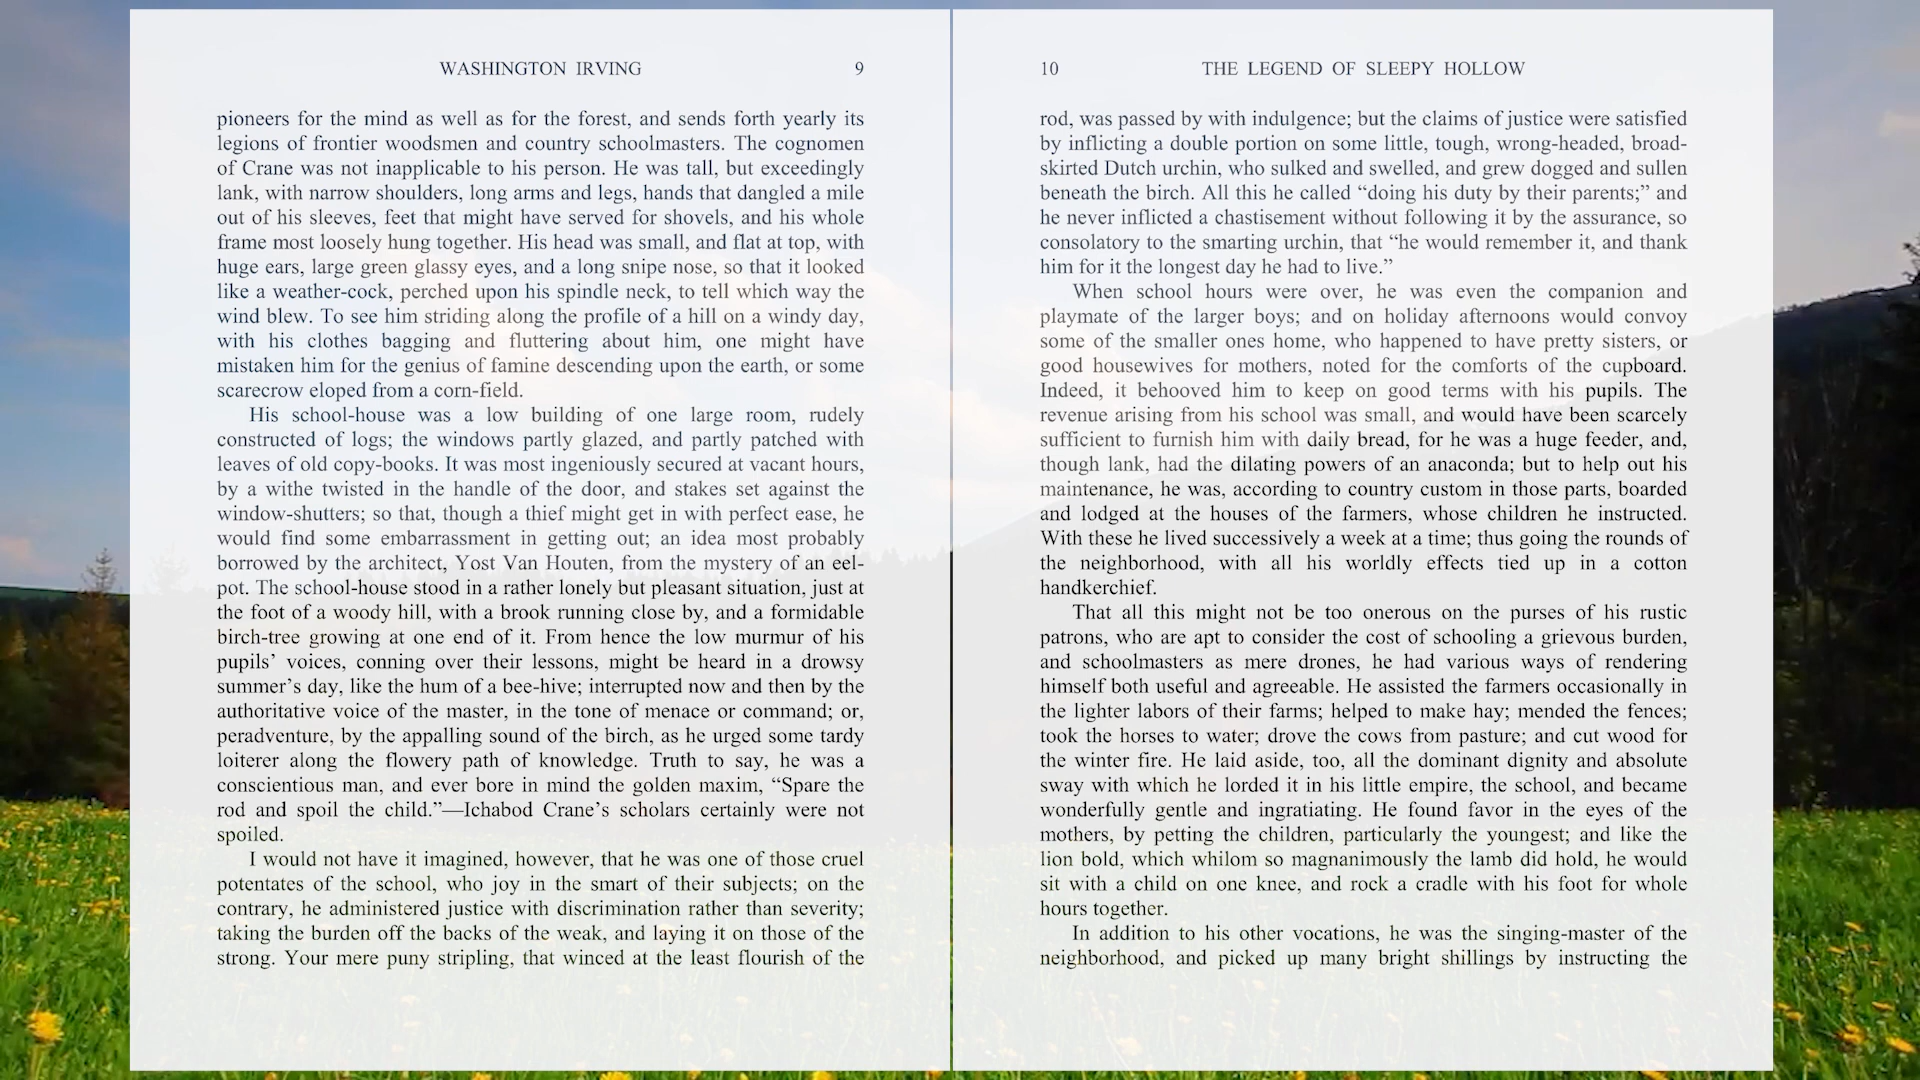 WASHINGTON IRVING 9
pioneers for the mind as well as for the forest, and sends forth yearly its
legions of frontier woodsmen and country schoolmasters. The cognomen
of Crane was not inapplicable to his person. He was tall, but exceedingly
lank, with narrow shoulders, long arms and legs, hands that dangled a mile
out of his sleeves, feet that might have served for shovels, and his whole
frame most loosely hung together. His head was small, and flat at top, with
huge ears, large green glassy eyes, and a long snipe nose, so that it looked
like a weather-cock, perched upon his spindle neck, to tell which way the
wind blew. To see him striding along the profile of a hill on a windy day,
with his clothes bagging and fluttering about him, one might have
mistaken him for the genius of famine descending upon the earth, or some
scarecrow eloped from a corn-field.
His school-house was a low building of one large room, rudely
constructed of logs; the windows partly glazed, and partly patched with
leaves of old copy-books. It was most ingeniously secured at vacant hours,
by a withe twisted in the handle of the door, and stakes set against the
window-shutters; so that, though a thief might get in with perfect ease, he
would find some embarrassment in getting out; an idea most probably
borrowed by the architect, Yost Van Houten, from the mystery of an eel-
pot. The school-house stood in a rather lonely but pleasant situation, just at
the foot of a woody hill, with a brook running close by, and a formidable
birch-tree growing at one end of it. From hence the low murmur of his
pupils’ voices, conning over their lessons, might be heard in a drowsy
summer’s day, like the hum of a bee-hive; interrupted now and then by the
authoritative voice of the master, in the tone of menace or command; or,
peradventure, by the appalling sound of the birch, as he urged some tardy
loiterer along the flowery path of knowledge. Truth to say, he was a
conscientious man, and ever bore in mind the golden maxim, “Spare the
rod and spoil the child.”—Ichabod Crane’s scholars certainly were not
spoiled.
I would not have it imagined, however, that he was one of those cruel
potentates of the school, who joy in the smart of their subjects; on the
contrary, he administered justice with discrimination rather than severity;
taking the burden off the backs of the weak, and laying it on those of the
strong. Your mere puny stripling, that winced at the least flourish of the
10 THE LEGEND OF SLEEPY HOLLOW
rod, was passed by with indulgence; but the claims of justice were satisfied
by inflicting a double portion on some little, tough, wrong-headed, broad-
skirted Dutch urchin, who sulked and swelled, and grew dogged and sullen
beneath the birch. All this he called “doing his duty by their parents;” and
he never inflicted a chastisement without following it by the assurance, so
consolatory to the smarting urchin, that “he would remember it, and thank
him for it the longest day he had to live.”
When school hours were over, he was even the companion and
playmate of the larger boys; and on holiday afternoons would convoy
some of the smaller ones home, who happened to have pretty sisters, or
good housewives for mothers, noted for the comforts of the cupboard.
Indeed, it behooved him to keep on good terms with his pupils. The
revenue arising from his school was small, and would have been scarcely
sufficient to furnish him with daily bread, for he was a huge feeder, and,
though lank, had the dilating powers of an anaconda; but to help out his
maintenance, he was, according to country custom in those parts, boarded
and lodged at the houses of the farmers, whose children he instructed.
With these he lived successively a week at a time; thus going the rounds of
the neighborhood, with all his worldly effects tied up in a cotton
handkerchief.
That all this might not be too onerous on the purses of his rustic
patrons, who are apt to consider the cost of schooling a grievous burden,
and schoolmasters as mere drones, he had various ways of rendering
himself both useful and agreeable. He assisted the farmers occasionally in
the lighter labors of their farms; helped to make hay; mended the fences;
took the horses to water; drove the cows from pasture; and cut wood for
the winter fire. He laid aside, too, all the dominant dignity and absolute
sway with which he lorded it in his little empire, the school, and became
wonderfully gentle and ingratiating. He found favor in the eyes of the
mothers, by petting the children, particularly the youngest; and like the
lion bold, which whilom so magnanimously the lamb did hold, he would
sit with a child on one knee, and rock a cradle with his foot for whole
hours together.
In addition to his other vocations, he was the singing-master of the
neighborhood, and picked up many bright shillings by instructing the